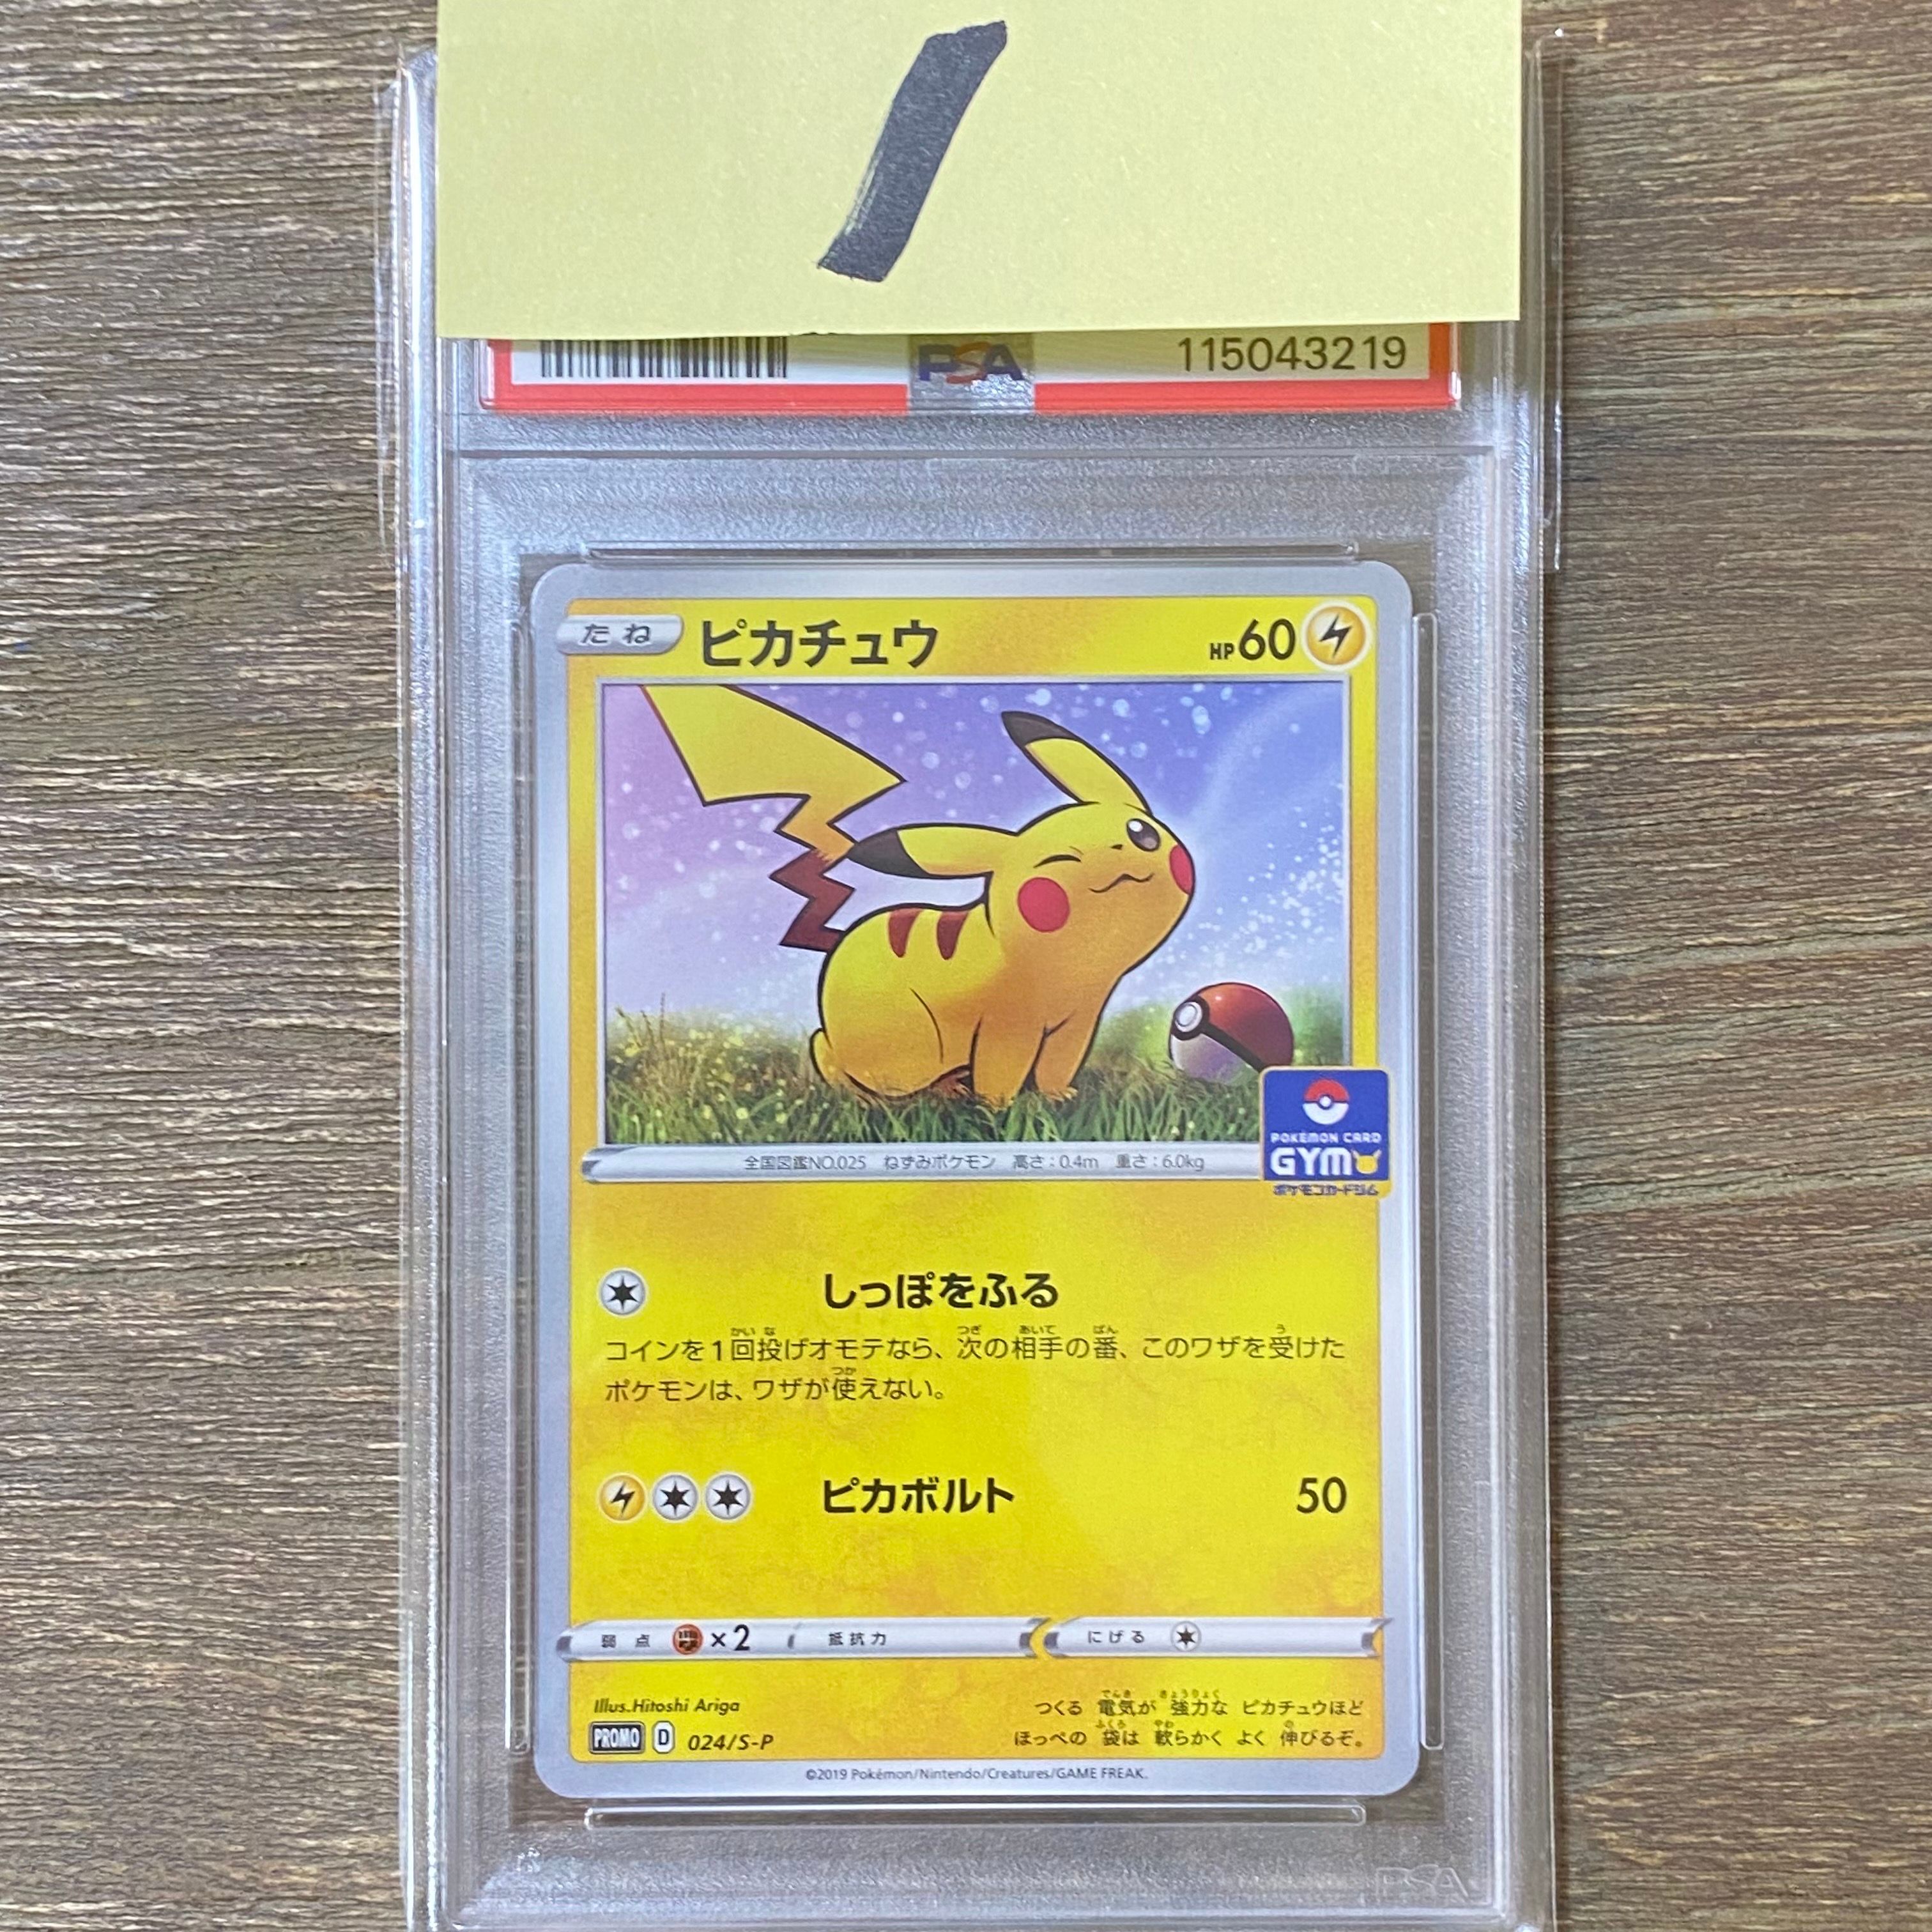 PSA
115043219
たね
ピカチュウ
HP60
全国図鑑NO.025 ねずみポケモン 高さ:0.4m 重さ:6.0kg
POKÉMON CARD
GYM
ポケモンカードジム
しっぽをふる
コインを1回投げオモテなら、次の相手の番、このワザを受けた
ポケモンは、ワザが使えない。
ピカボルト 50
弱点 ×2 抵抗力 にげる
Illus.Hitoshi Ariga
PROMO D 024/S-P
つくる 電気が 強力な ピカチュウほど
ほっぺの 袋は 軟らかく よく 伸びるぞ。
©2019 Pokémon/Nintendo/Creatures/GAME FREAK.
PSA